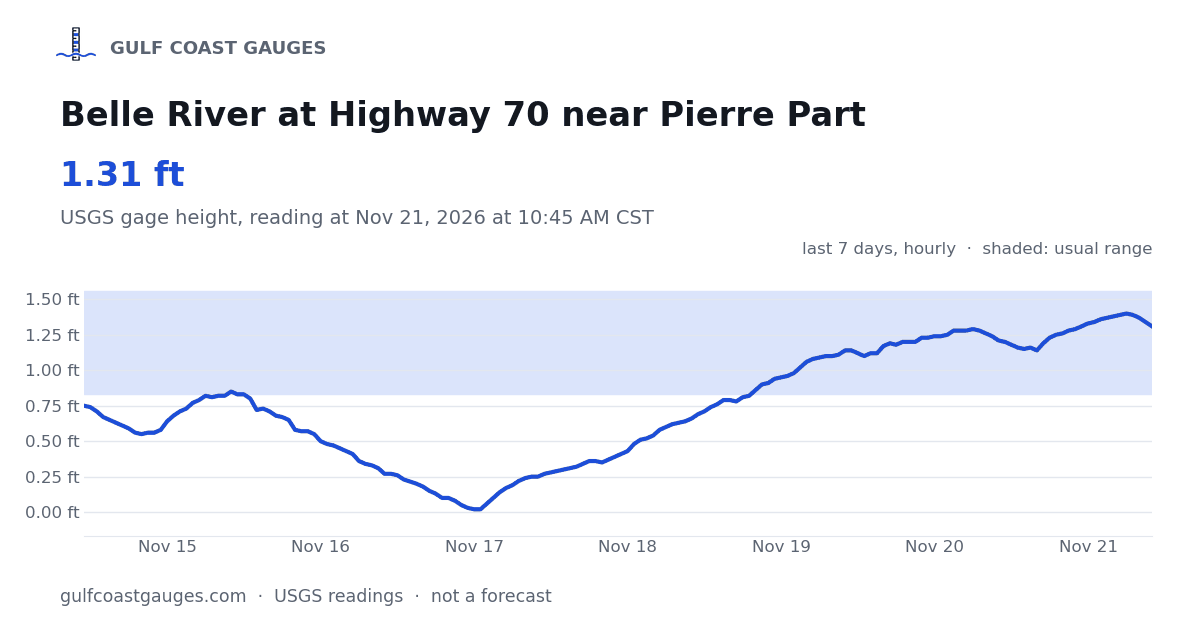 GULF COAST GAUGES
Belle River at Highway 70 near Pierre Part
1.31 ft
USGS gage height, reading at Nov 21, 2026 at 10:45 AM CST
last 7 days, hourly · shaded: usual range
1.50 ft
1.25 ft
1.00 ft
0.75 ft
0.50 ft
0.25 ft
0.00 ft
Nov 15 Nov 16 Nov 17 Nov 18 Nov 19 Nov 20 Nov 21
gulfcoastgauges.com · USGS readings · not a forecast